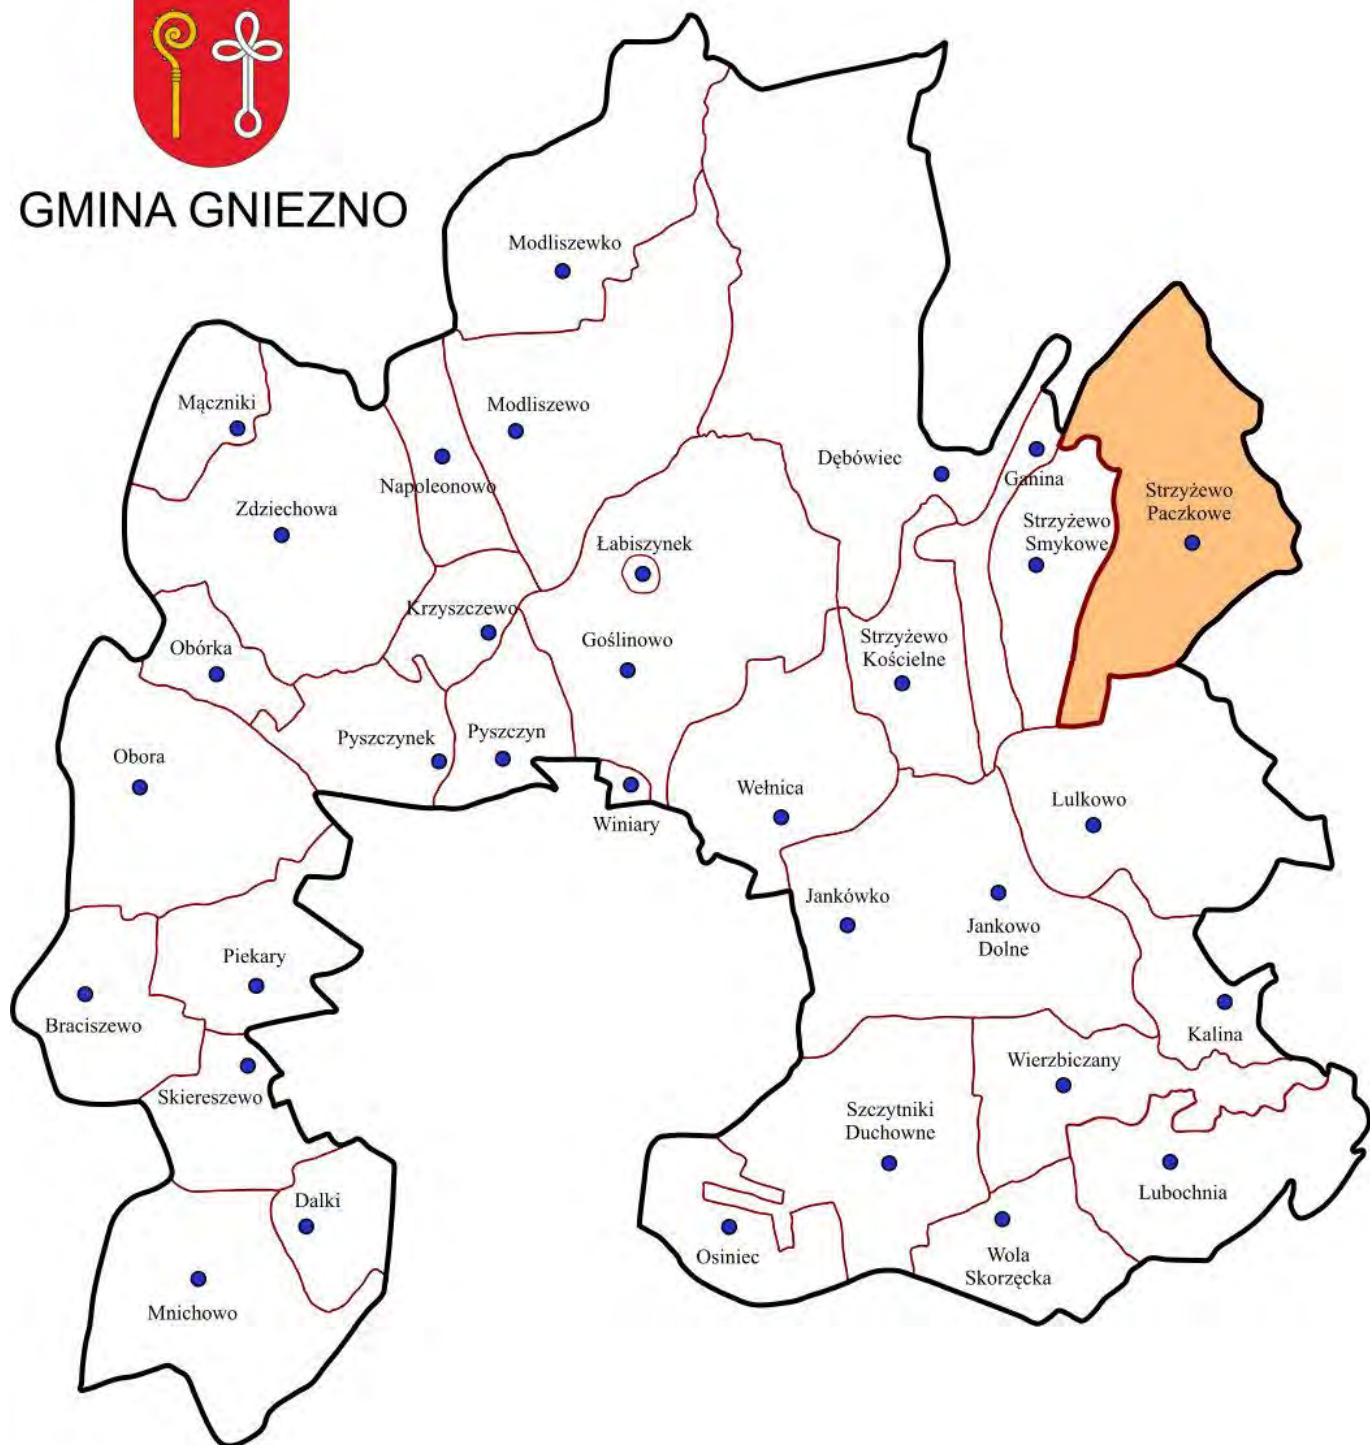 GMINA GNIEZNO
Modliszewko
Mączniki
Modliszewo
Napoleonowo
Dębówiec
Ganina
Strzyżewo
Paczkowe
Zdziechowa
Strzyżewo
Smykowe
Łabiszynek
Krzyszczewo
Goślinowo
Strzyżewo
Kościelne
Obórka
Pyszczynek
Pyszczyn
Obora
Wełnica
Lulkowo
Winiary
Jankówko
Jankowo
Dolne
Piekary
Braciszewo
Kalina
Wierzbiczany
Skiereszewo
Szczytniki
Duchowne
Lubochnia
Dalki
Osiniec
Wola
Skorzęcka
Mnichowo